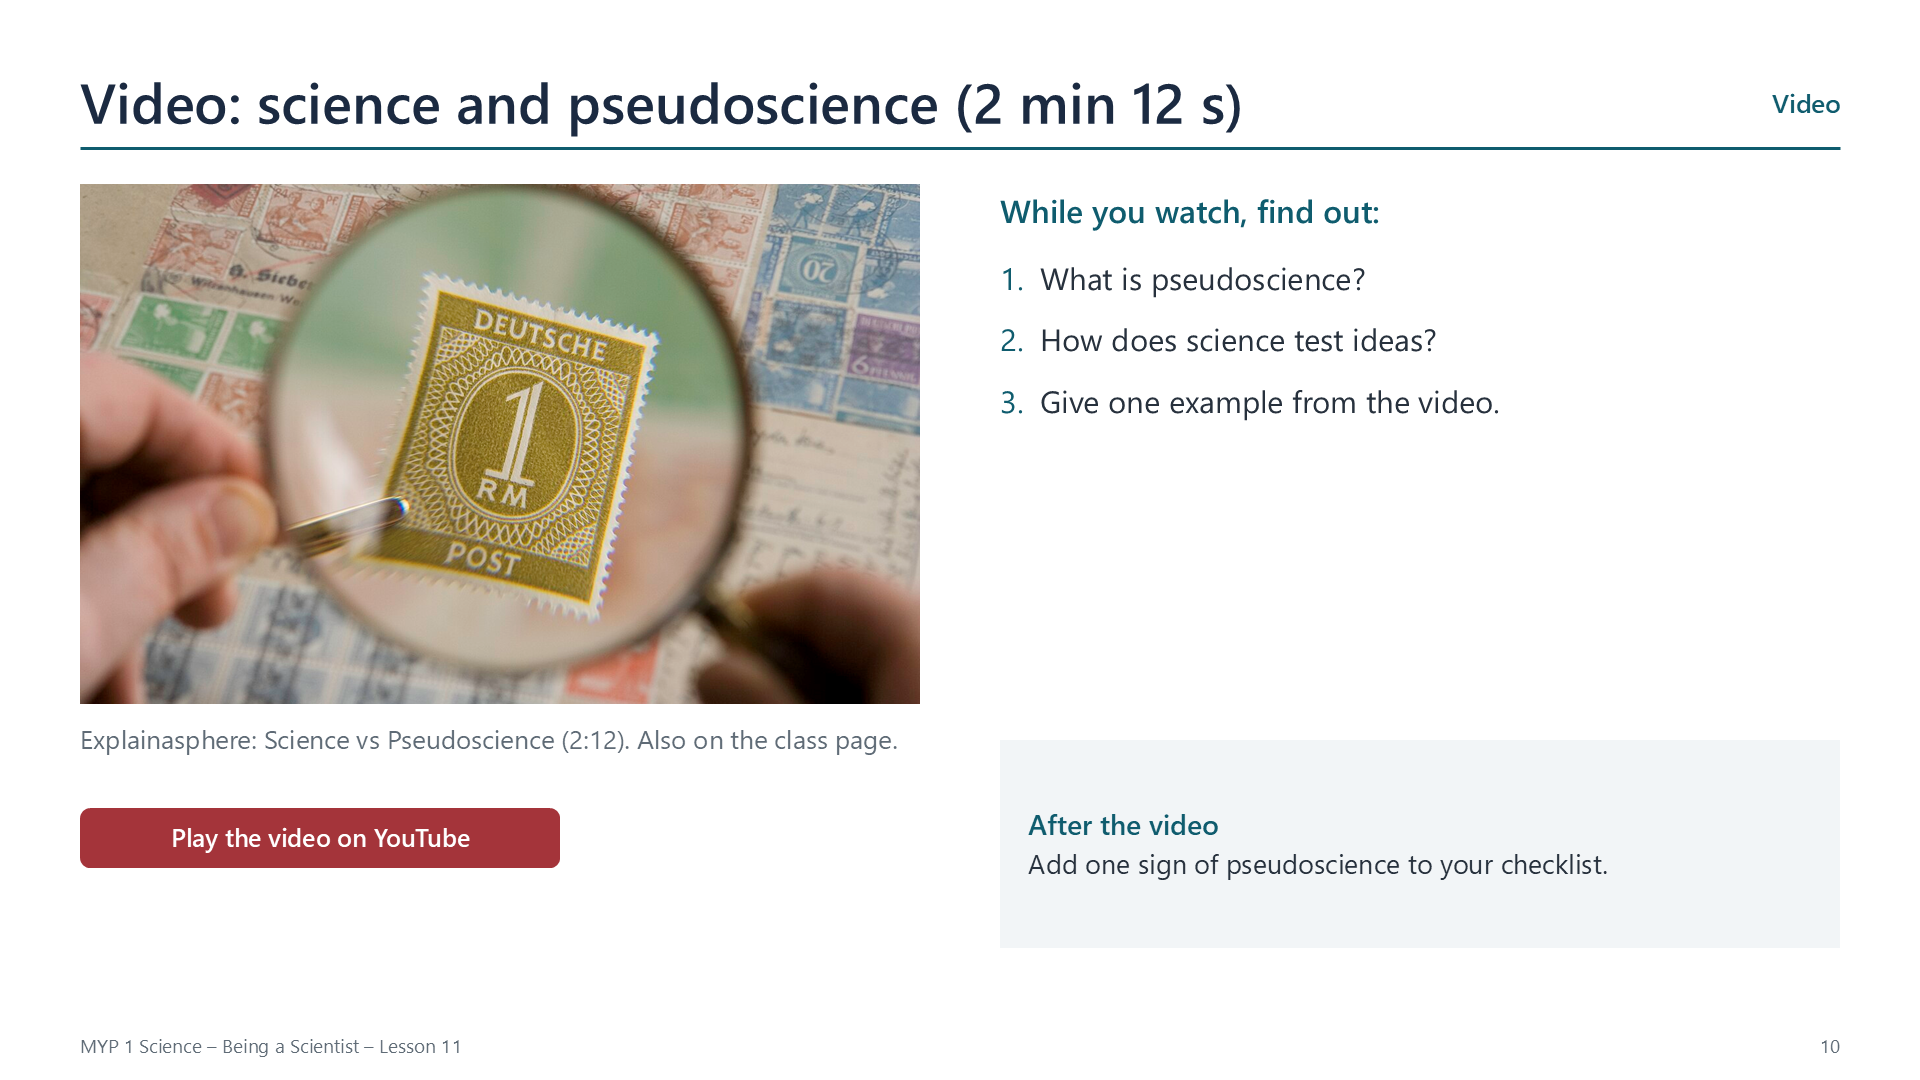 Video: science and pseudoscience (2 min 12 s)
Video
DEUTSCHE
1
RM
POST
20
6
Explainasphere: Science vs Pseudoscience (2:12). Also on the class page.
Play the video on YouTube
While you watch, find out:
1. What is pseudoscience?
2. How does science test ideas?
3. Give one example from the video.
After the video
Add one sign of pseudoscience to your checklist.
MYP 1 Science – Being a Scientist – Lesson 11
10